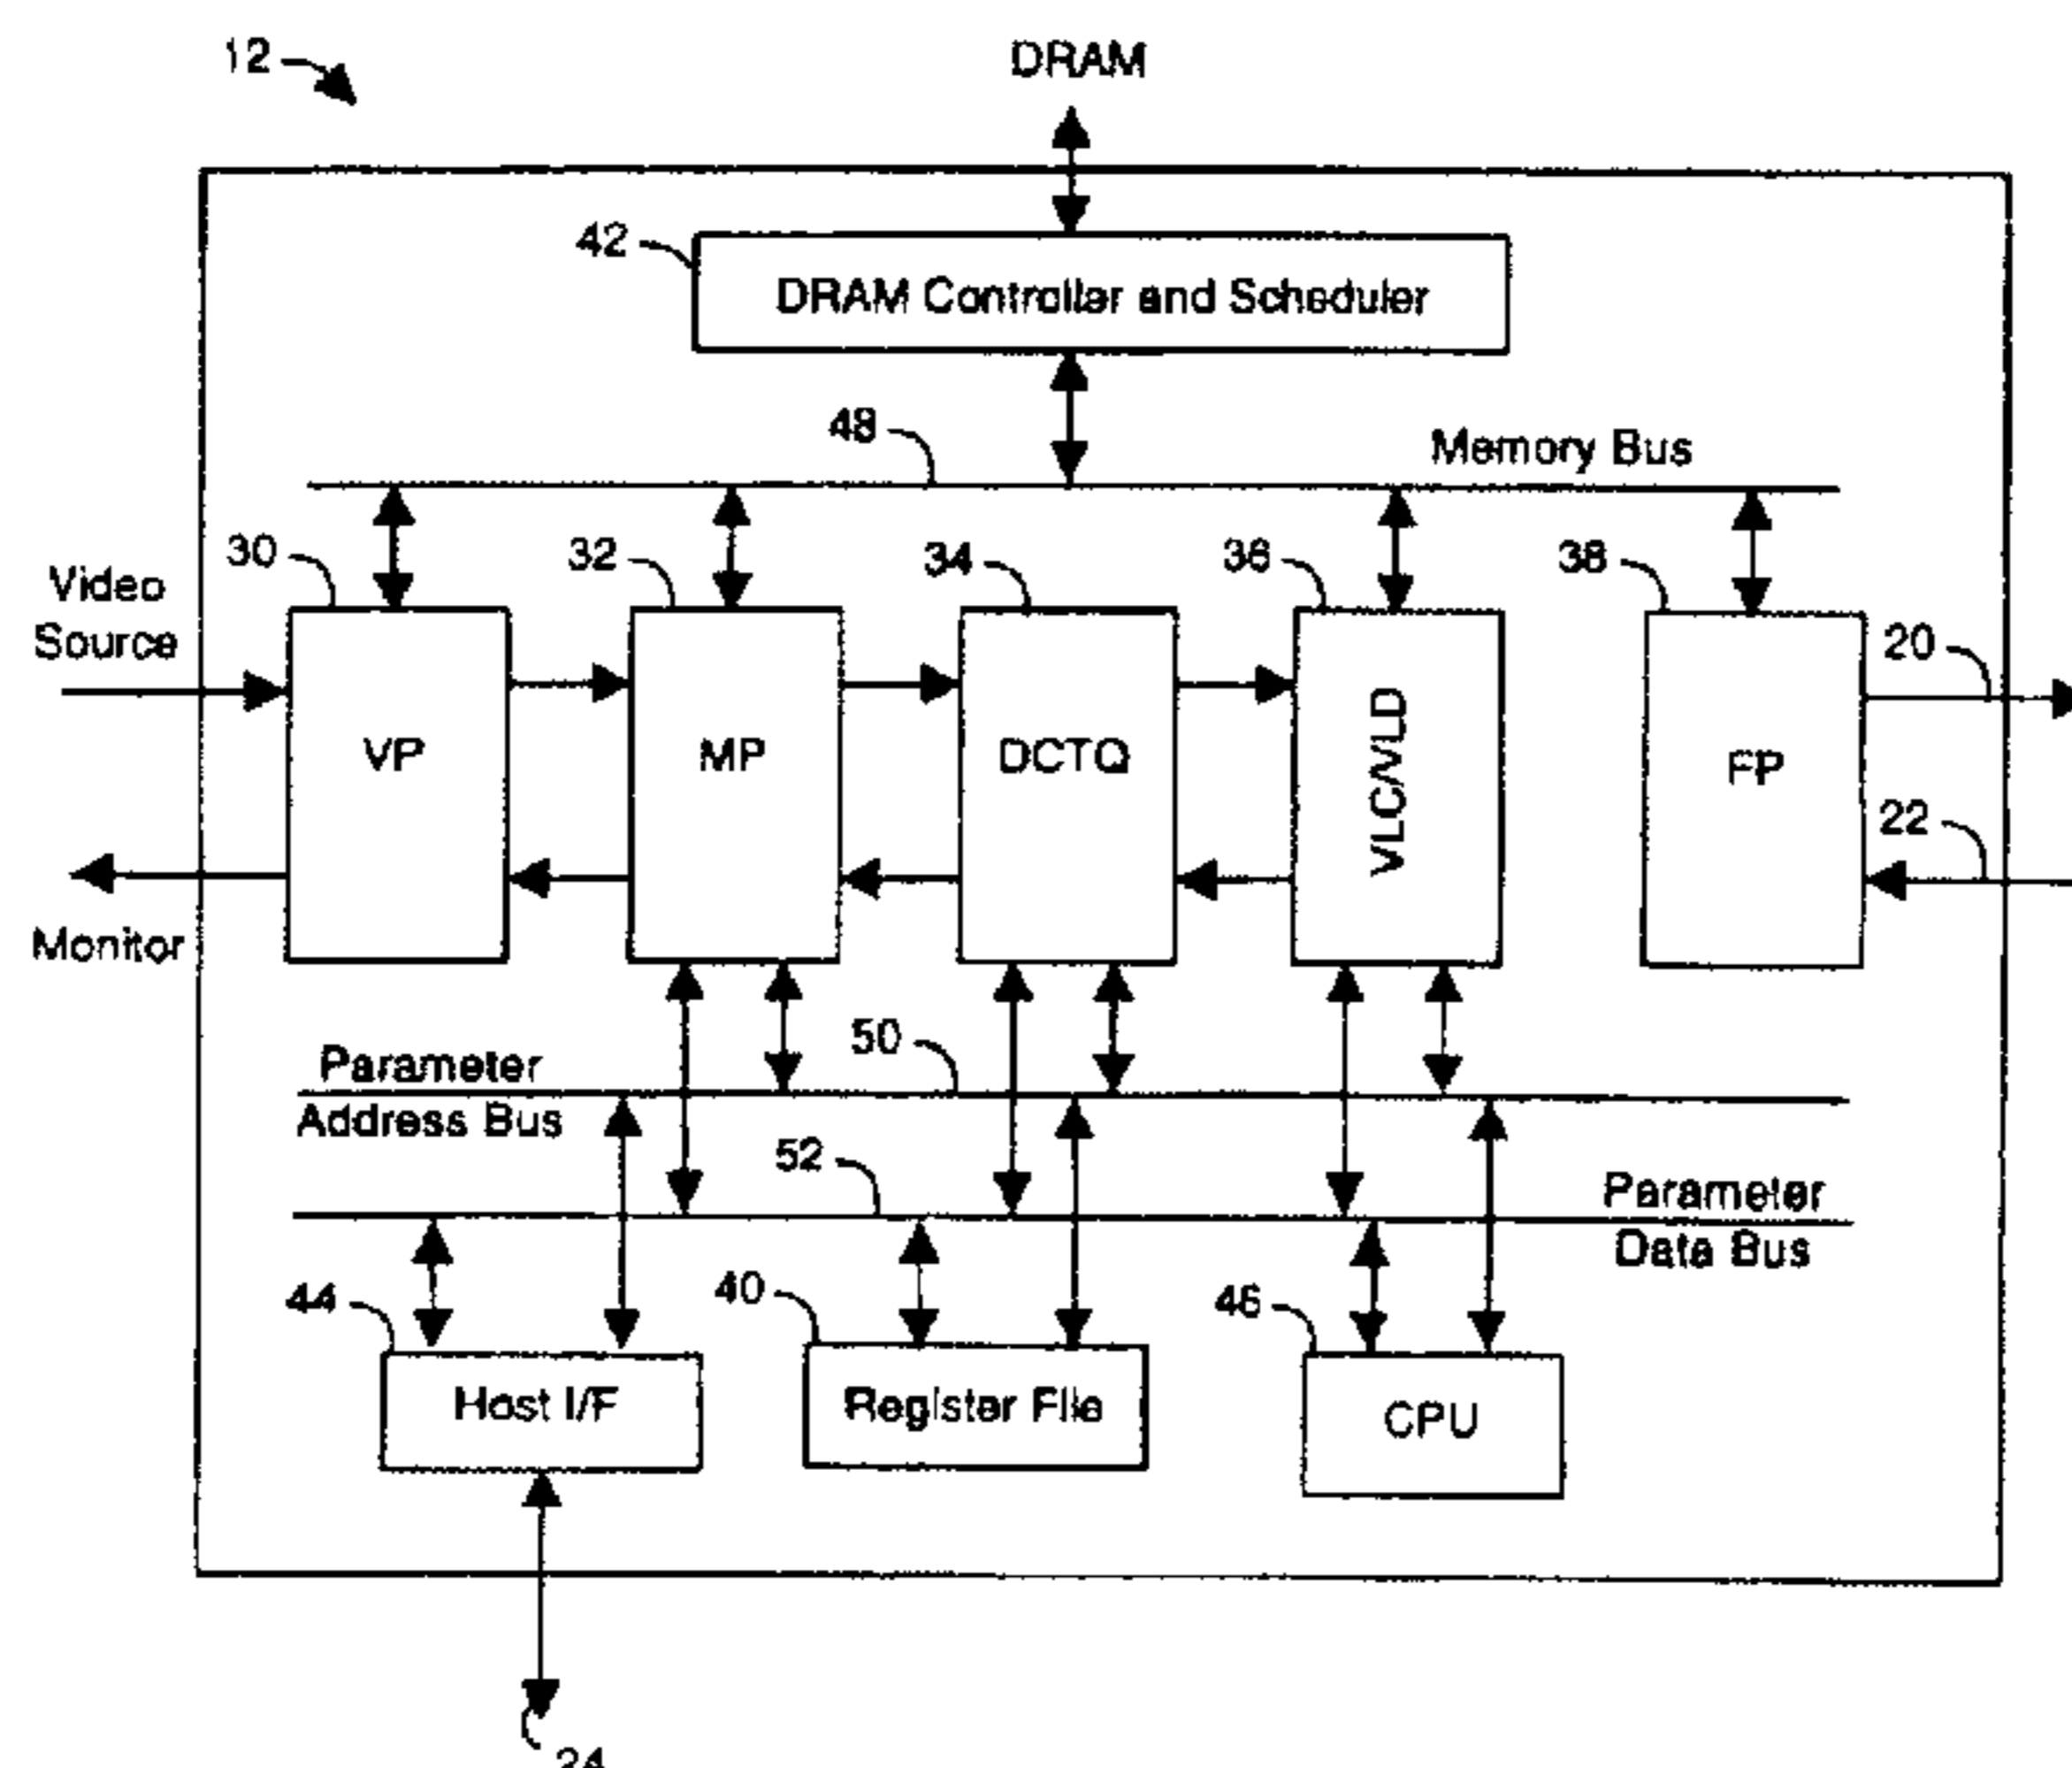 12
DRAM
42
DRAM Controller and Scheduler
48
Memory Bus
30
32
34
36
38
Video
Source
20
VP
MP
DCTQ
VLC/VLD
FP
22
Monitor
50
Parameter
Address Bus
52
Parameter
Data Bus
44
40
46
Host I/F
Register File
CPU
24